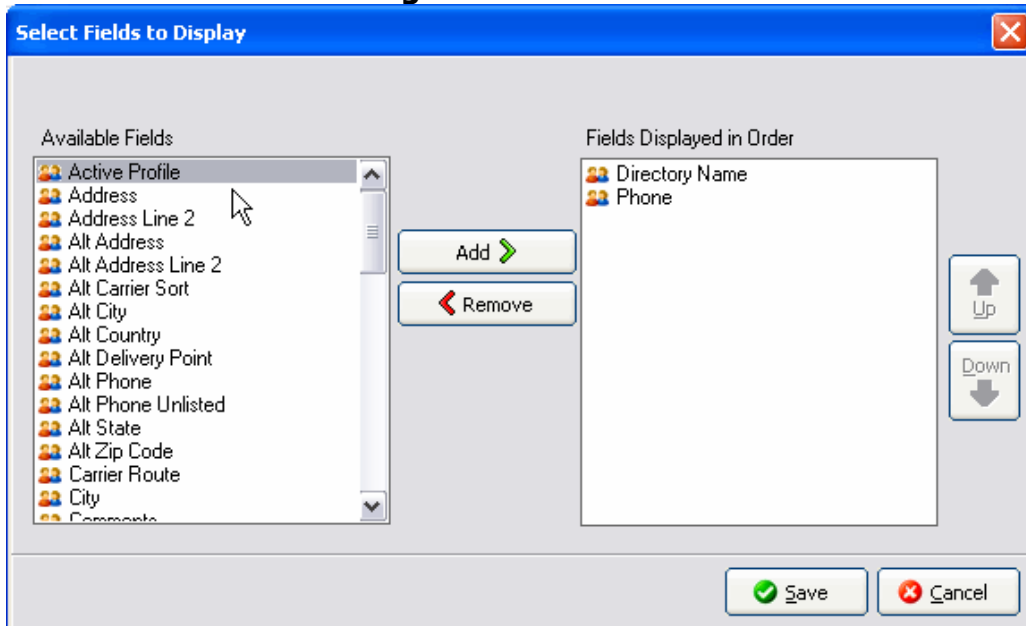 Select Fields to Display
Available Fields
Active Profile
Address
Address Line 2
Alt Address
Alt Address Line 2
Alt Carrier Sort
Alt City
Alt Country
Alt Delivery Point
Alt Phone
Alt Phone Unlisted
Alt State
Alt Zip Code
Carrier Route
City
Comments
Add
Remove
Fields Displayed in Order
Directory Name
Phone
Up
Down
Save
Cancel